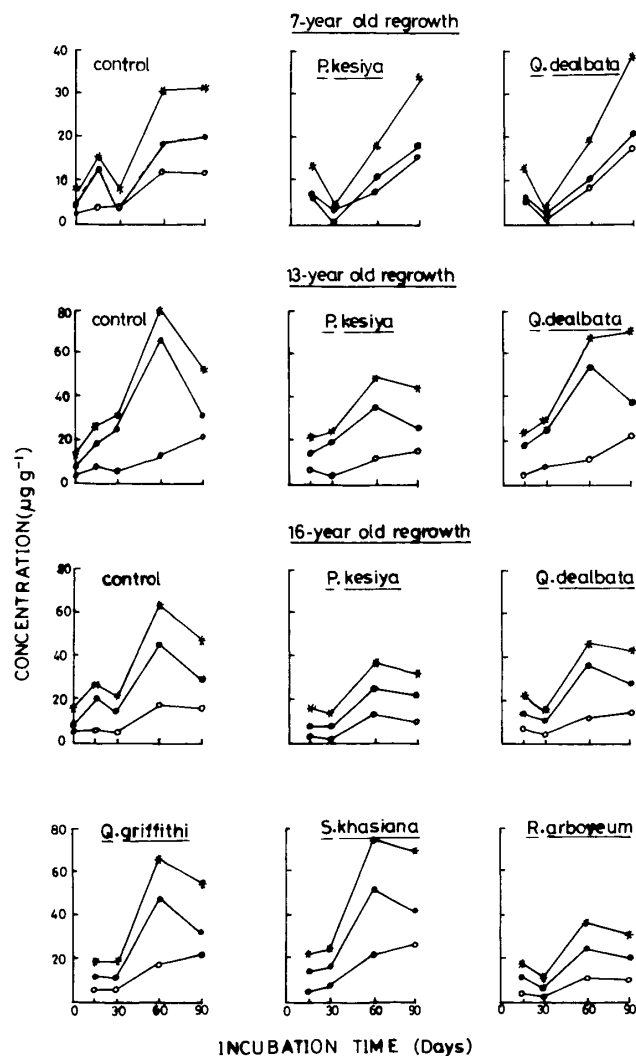 7-year old regrowth
control
P.kesiya
Q.dealbata
40
30
20
10
0
13-year old regrowth
control
P.kesiya
Q.dealbata
80
60
40
20
0
16-year old regrowth
control
P.kesiya
Q.dealbata
80
60
40
20
0
Q.griffithi
S.khasiana
R.arboreum
80
60
40
20
0 30 60 90
0 30 60 90
0 30 60 90
CONCENTRATION (µg g⁻¹)
INCUBATION TIME (Days)